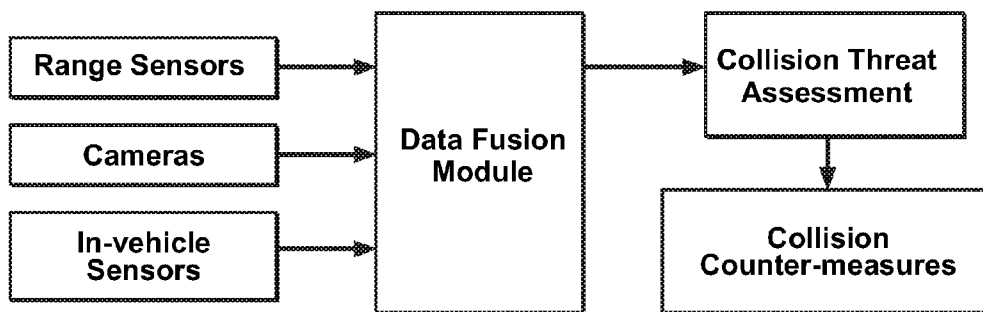 Range Sensors
Cameras
In-vehicle
Sensors
Data Fusion
Module
Collision Threat
Assessment
Collision
Counter-measures